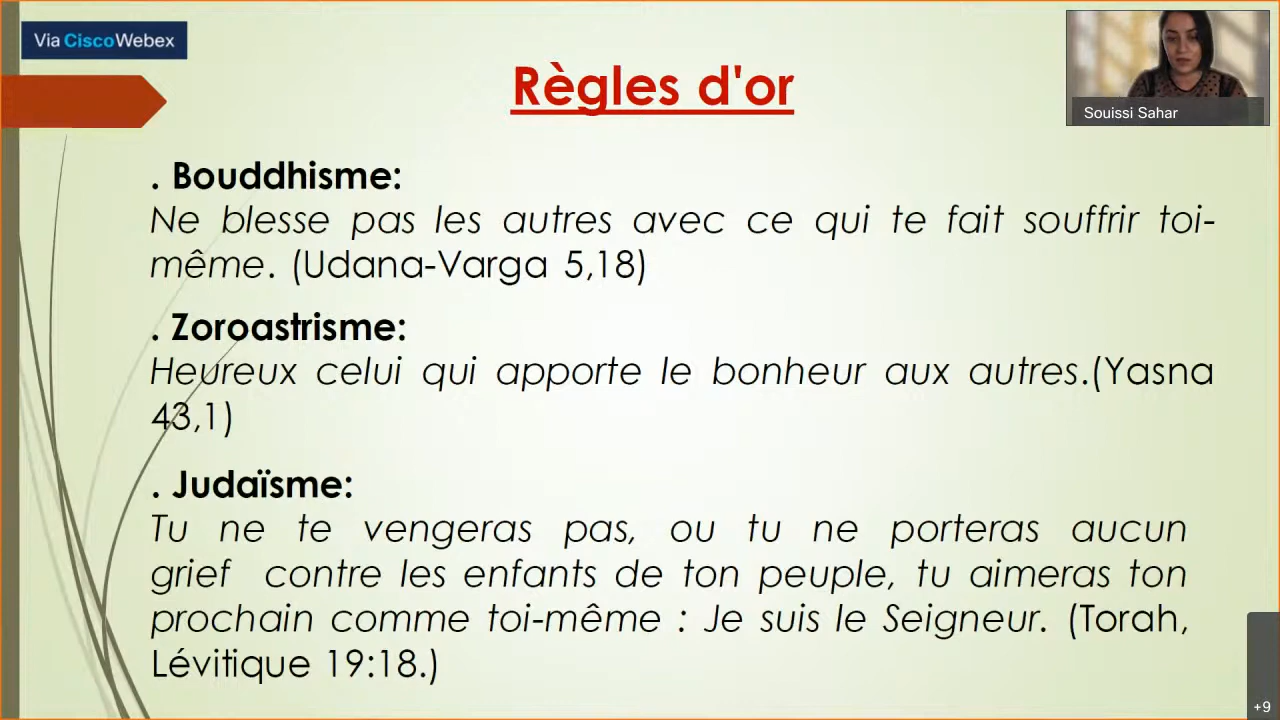 Via CiscoWebex
Règles d'or
Souissi Sahar
. Bouddhisme:
Ne blesse pas les autres avec ce qui te fait souffrir toi-
même. (Udana-Varga 5,18)
. Zoroastrisme:
Heureux celui qui apporte le bonheur aux autres.(Yasna
43,1)
. Judaïsme:
Tu ne te vengeras pas, ou tu ne porteras aucun
grief contre les enfants de ton peuple, tu aimeras ton
prochain comme toi-même : Je suis le Seigneur. (Torah,
Lévitique 19:18.)
+9